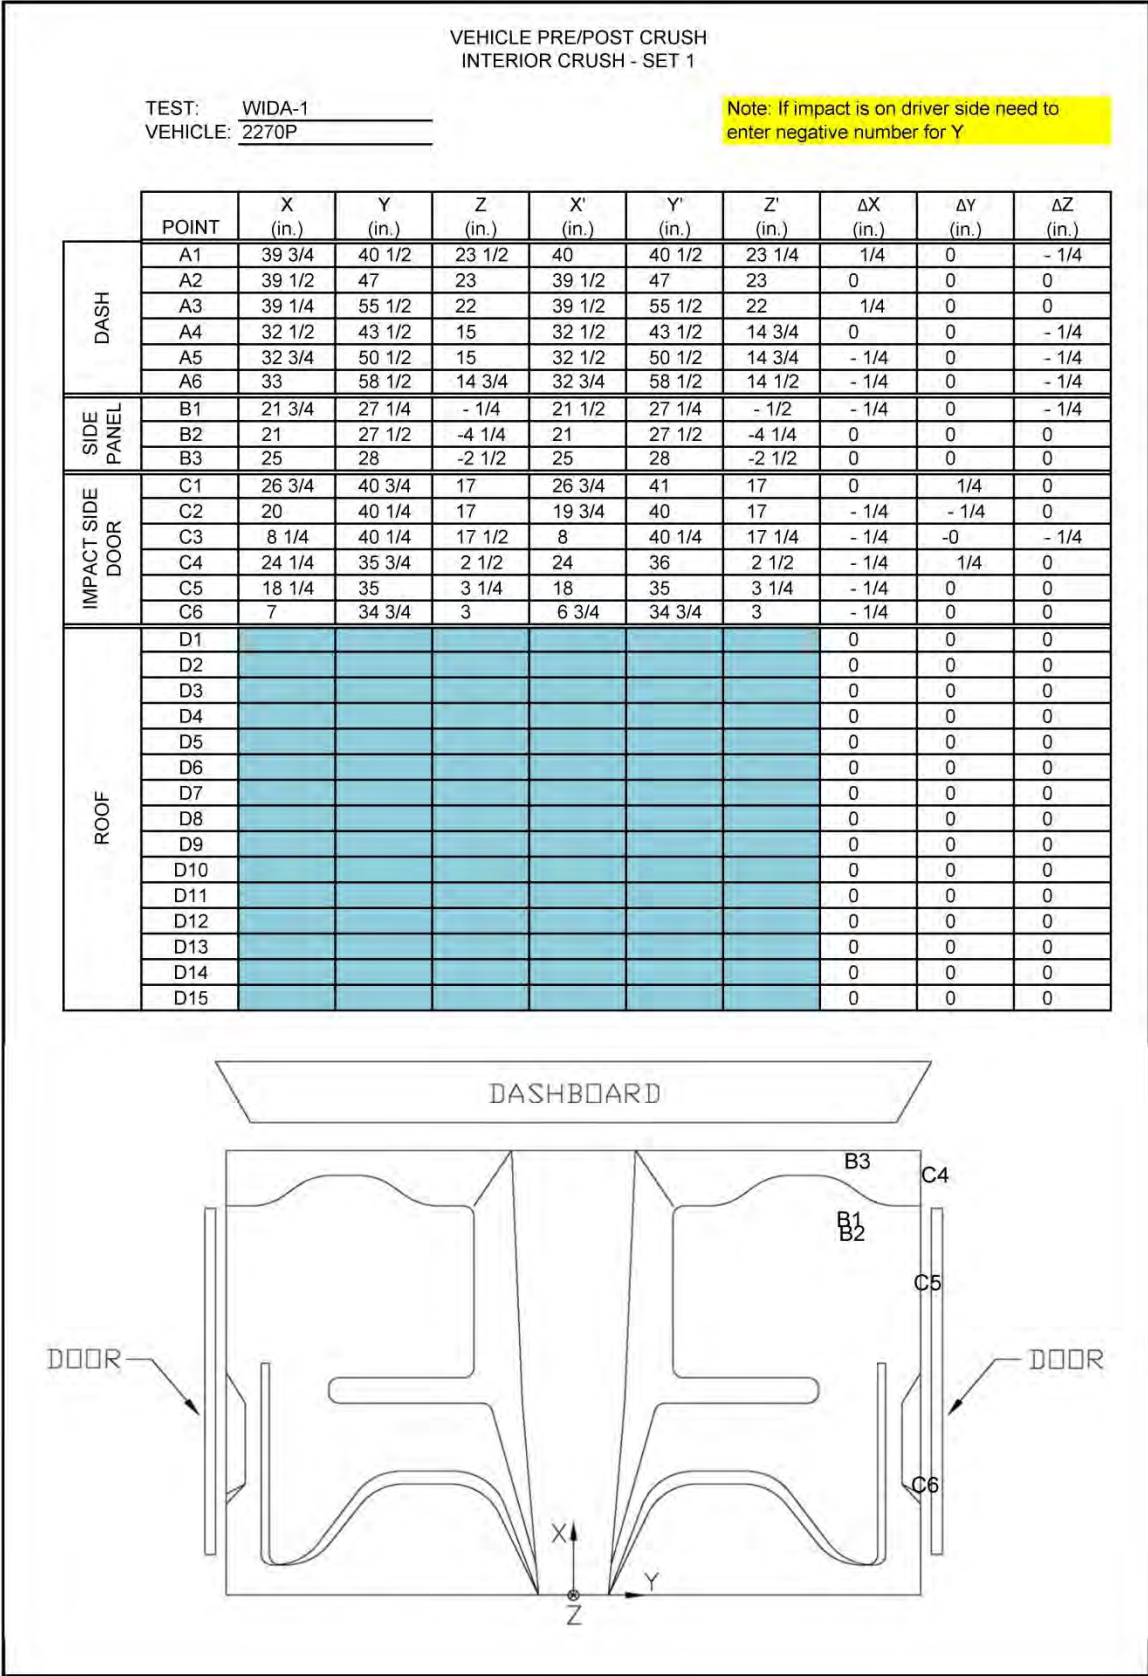 VEHICLE PRE/POST CRUSH
INTERIOR CRUSH - SET 1
TEST: WIDA-1
VEHICLE: 2270P
Note: If impact is on driver side need to
enter negative number for Y
POINT X (in.) Y (in.) Z (in.) X' (in.) Y' (in.) Z' (in.) ΔX (in.) ΔY (in.) ΔZ (in.)
DASH
A1 39 3/4 40 1/2 23 1/2 40 40 1/2 23 1/4 1/4 0 - 1/4
A2 39 1/2 47 23 39 1/2 47 23 0 0 0
A3 39 1/4 55 1/2 22 39 1/2 55 1/2 22 1/4 0 0
A4 32 1/2 43 1/2 15 32 1/2 43 1/2 14 3/4 0 0 - 1/4
A5 32 3/4 50 1/2 15 32 1/2 50 1/2 14 3/4 - 1/4 0 - 1/4
A6 33 58 1/2 14 3/4 32 3/4 58 1/2 14 1/2 - 1/4 0 - 1/4
SIDE PANEL
B1 21 3/4 27 1/4 - 1/4 21 1/2 27 1/4 - 1/2 - 1/4 0 - 1/4
B2 21 27 1/2 -4 1/4 21 27 1/2 -4 1/4 0 0 0
B3 25 28 -2 1/2 25 28 -2 1/2 0 0 0
IMPACT SIDE DOOR
C1 26 3/4 40 3/4 17 26 3/4 41 17 0 1/4 0
C2 20 40 1/4 17 19 3/4 40 17 - 1/4 - 1/4 0
C3 8 1/4 40 1/4 17 1/2 8 40 1/4 17 1/4 - 1/4 -0 - 1/4
C4 24 1/4 35 3/4 2 1/2 24 36 2 1/2 - 1/4 1/4 0
C5 18 1/4 35 3 1/4 18 35 3 1/4 - 1/4 0 0
C6 7 34 3/4 3 6 3/4 34 3/4 3 - 1/4 0 0
ROOF
D1 0 0 0
D2 0 0 0
D3 0 0 0
D4 0 0 0
D5 0 0 0
D6 0 0 0
D7 0 0 0
D8 0 0 0
D9 0 0 0
D10 0 0 0
D11 0 0 0
D12 0 0 0
D13 0 0 0
D14 0 0 0
D15 0 0 0
DASHBOARD
B3
C4
B1
B2
C5
DOOR
DOOR
C6
X
Y
Z